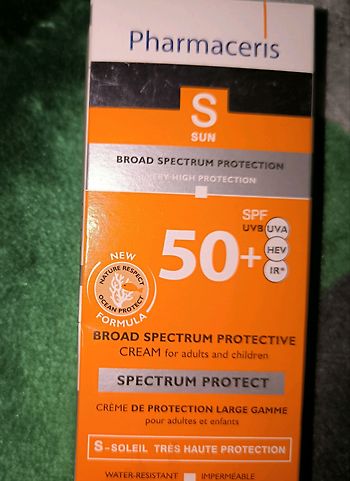 Pharmaceris
S
SUN
BROAD SPECTRUM PROTECTION
VERY HIGH PROTECTION
SPF
50+
UVB UVA
HEV
IR*
NEW
NATURE RESPECT
OCEAN PROTECT
FORMULA
BROAD SPECTRUM PROTECTIVE
CREAM for adults and children
SPECTRUM PROTECT
CRÈME DE PROTECTION LARGE GAMME
pour adultes et enfants
S-SOLEIL TRÈS HAUTE PROTECTION
WATER-RESISTANT IMPERMÉABLE